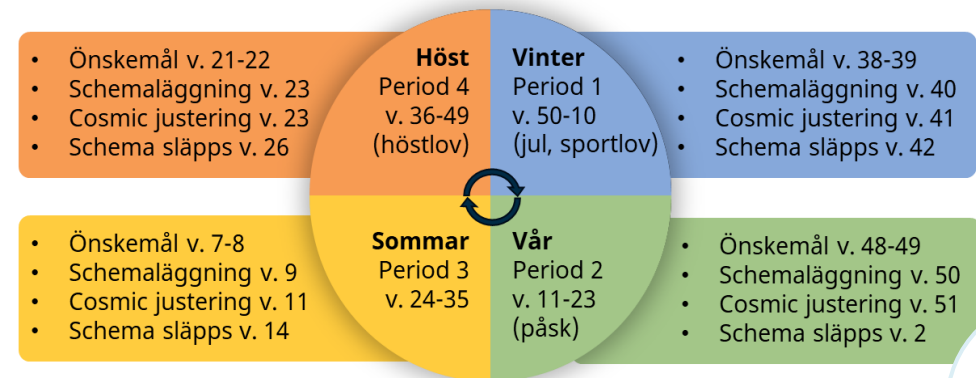 • Önskemål v. 21-22
• Schemaläggning v. 23
• Cosmic justering v. 23
• Schema släpps v. 26
Höst
Period 4
v. 36-49
(höstlov)
Vinter
Period 1
v. 50-10
(jul, sportlov)
• Önskemål v. 38-39
• Schemaläggning v. 40
• Cosmic justering v. 41
• Schema släpps v. 42
• Önskemål v. 7-8
• Schemaläggning v. 9
• Cosmic justering v. 11
• Schema släpps v. 14
Sommar
Period 3
v. 24-35
Vår
Period 2
v. 11-23
(påsk)
• Önskemål v. 48-49
• Schemaläggning v. 50
• Cosmic justering v. 51
• Schema släpps v. 2